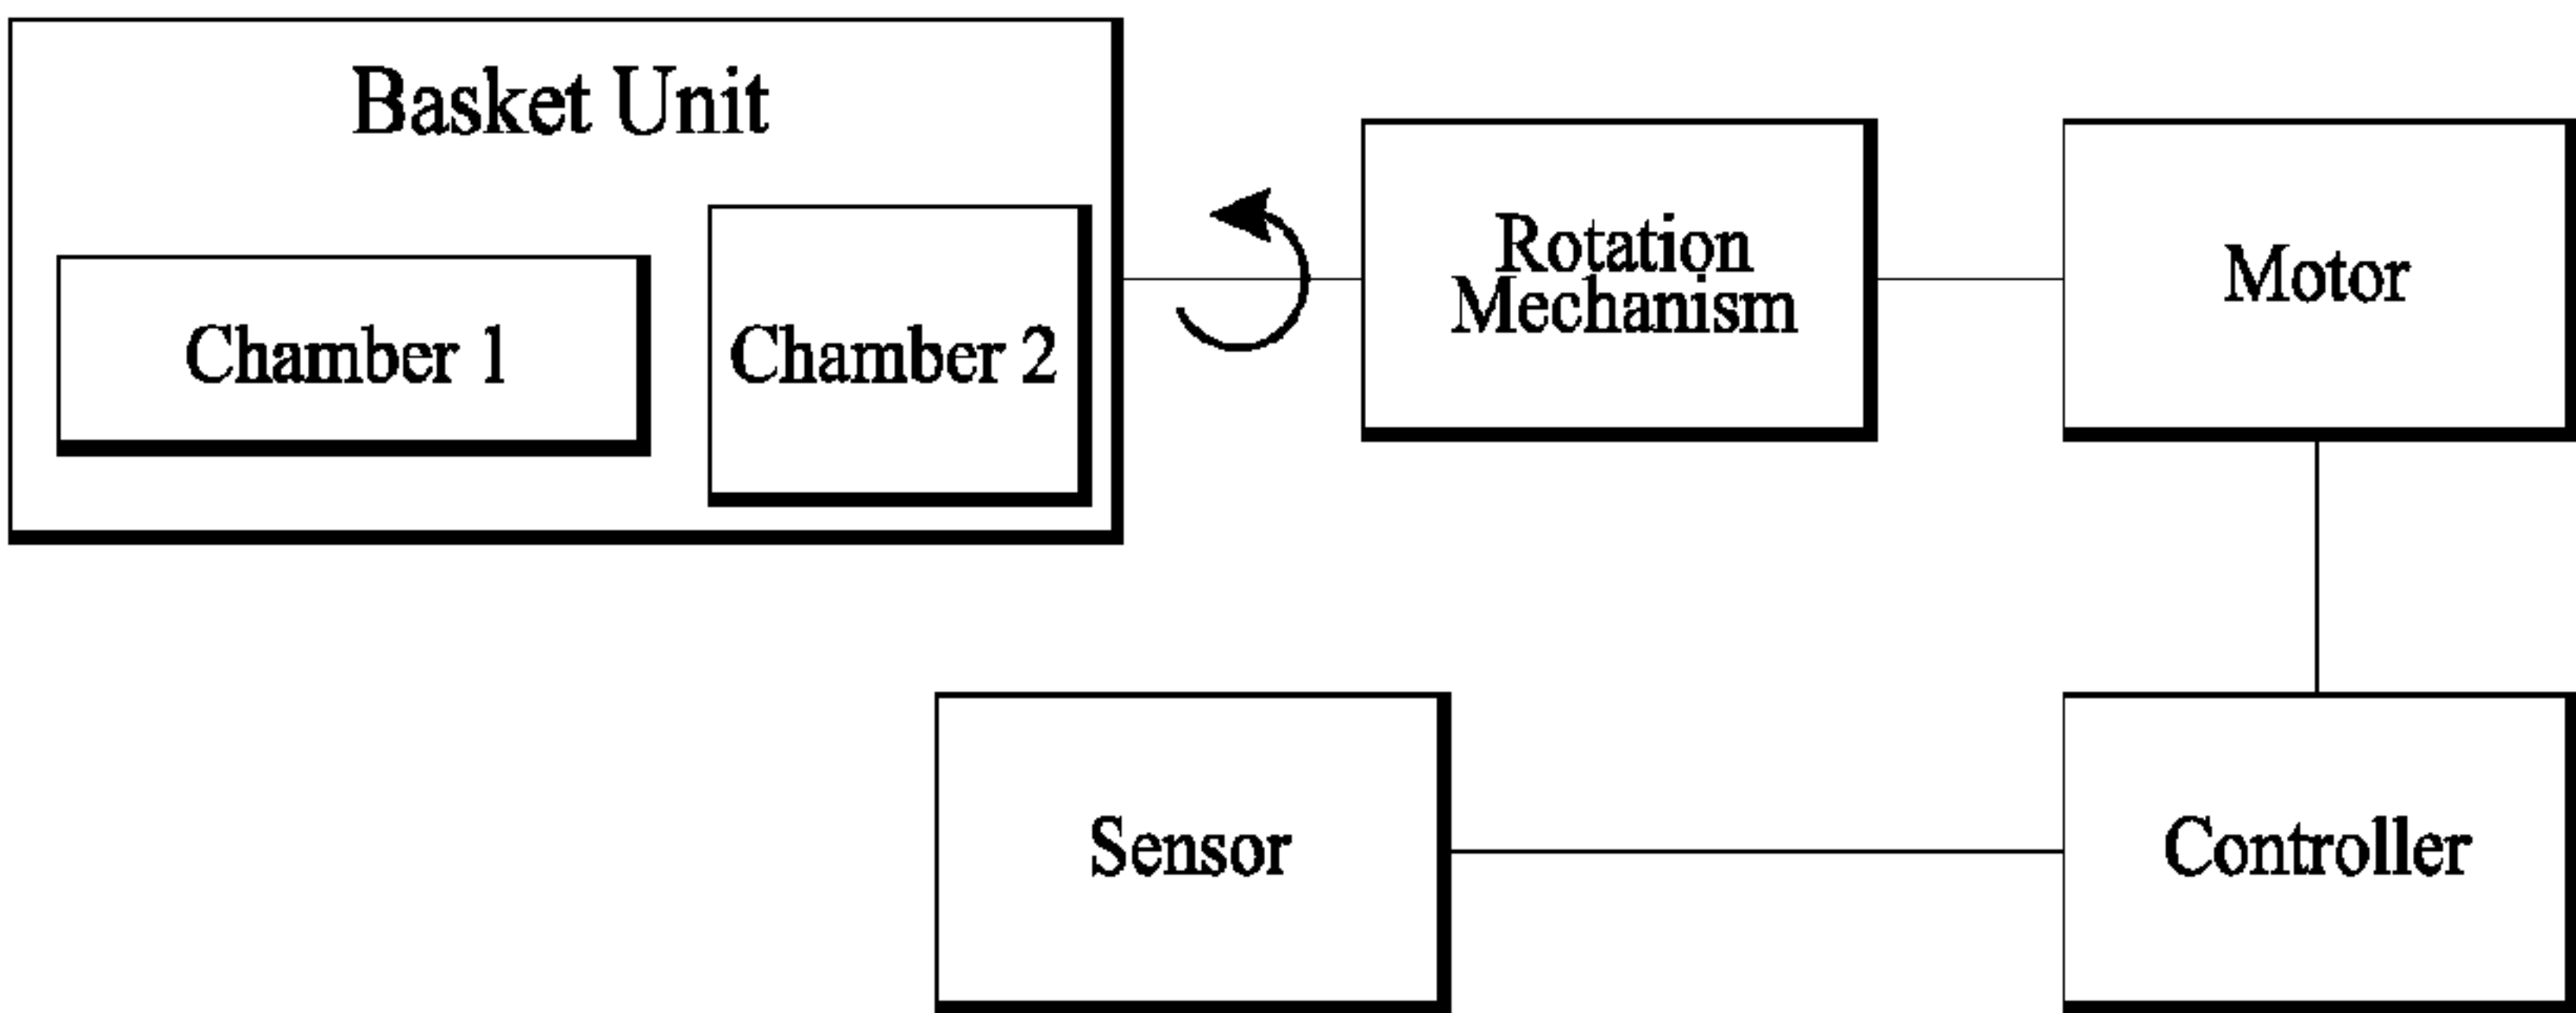 Basket Unit
Chamber 1
Chamber 2
Rotation
Mechanism
Motor
Sensor
Controller